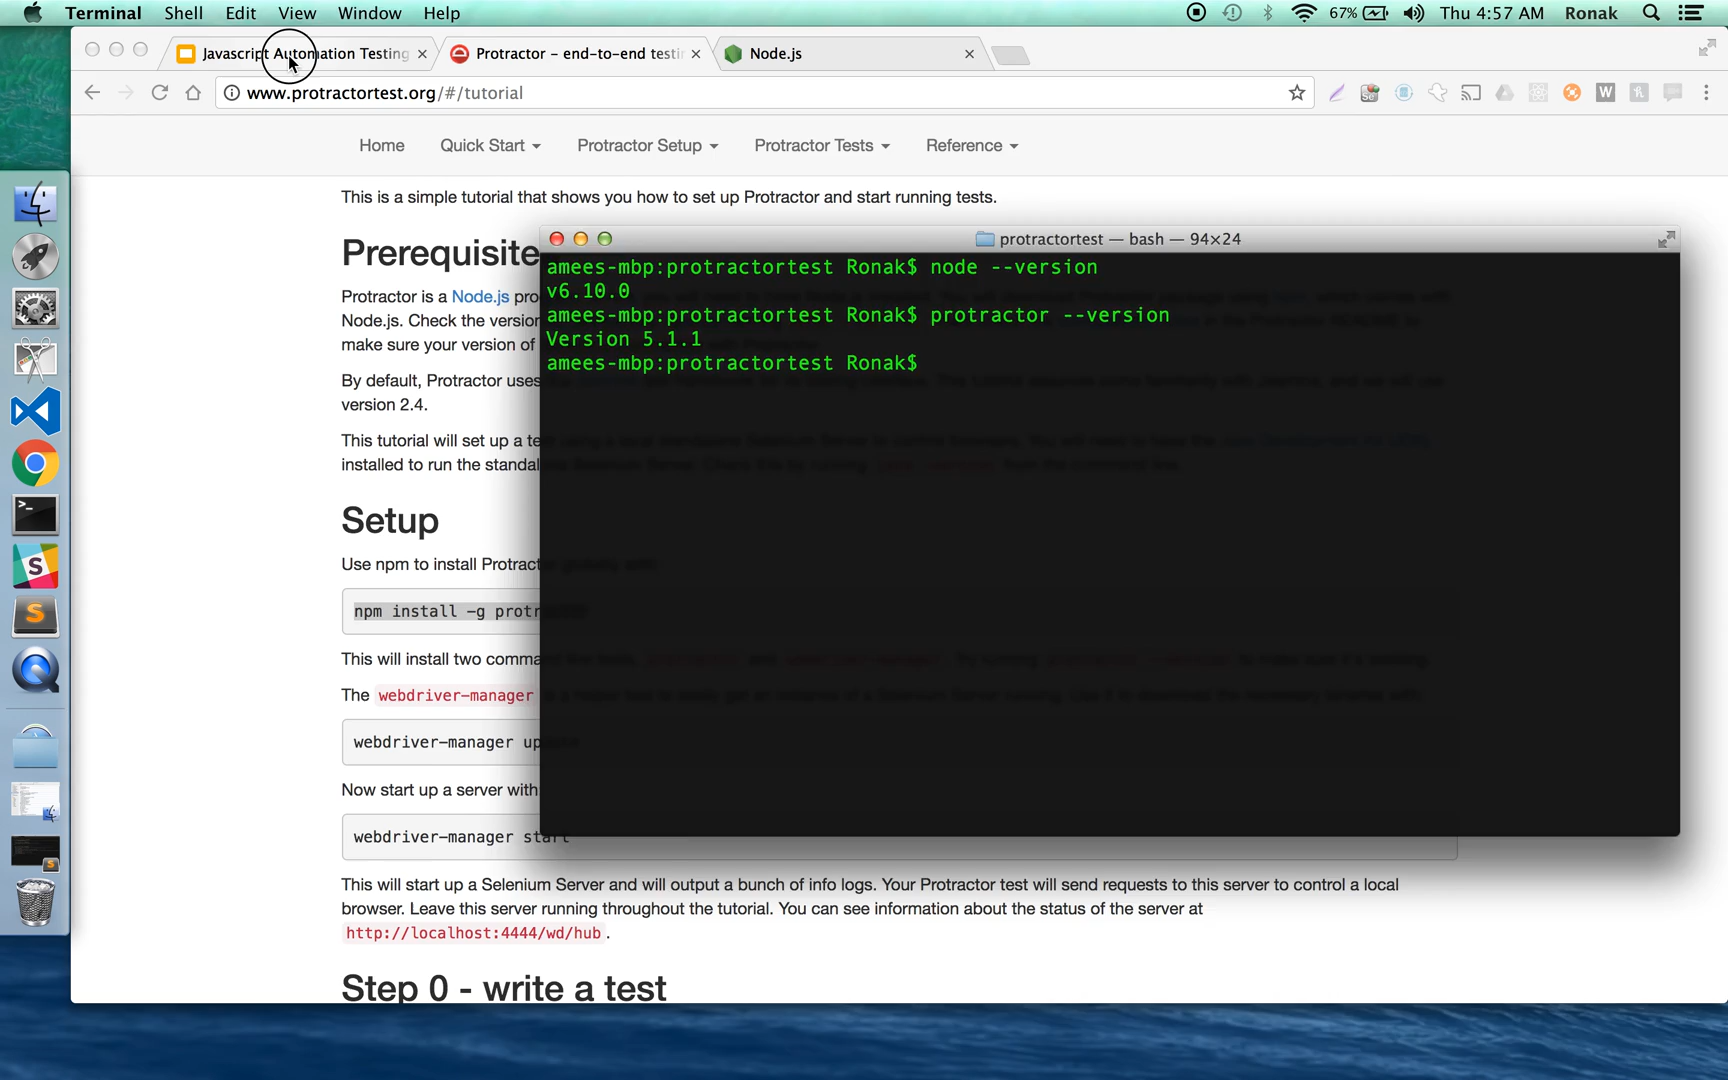 Terminal Shell Edit View Window Help 67% Thu 4:57 AM Ronak
Javascript Automation Testing
Protractor – end-to-end testi
Node.js
www.protractortest.org/#/tutorial
Home Quick Start Protractor Setup Protractor Tests Reference
This is a simple tutorial that shows you how to set up Protractor and start running tests.
Prerequisite
Protractor is a Node.js pro
Node.js. Check the version
make sure your version of
By default, Protractor uses
version 2.4.
This tutorial will set up a te
installed to run the standal
Setup
Use npm to install Protracto
npm install -g protr
This will install two comm
The webdriver-manager
webdriver-manager update
Now start up a server with
webdriver-manager start
This will start up a Selenium Server and will output a bunch of info logs. Your Protractor test will send requests to this server to control a local
browser. Leave this server running throughout the tutorial. You can see information about the status of the server at
http://localhost:4444/wd/hub.
Step 0 - write a test
protractortest — bash — 94×24
amees-mbp:protractortest Ronak$ node --version
v6.10.0
amees-mbp:protractortest Ronak$ protractor --version
Version 5.1.1
amees-mbp:protractortest Ronak$